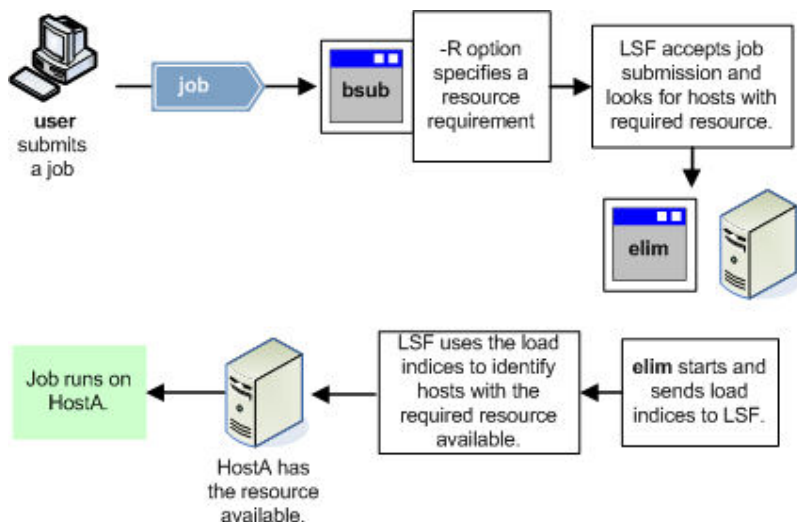 user
submits
a job
job
bsub
-R option
specifies a
resource
requirement
LSF accepts job
submission and
looks for hosts with
required resource.
elim
elim starts and
sends load
indices to LSF.
LSF uses the load
indices to identify
hosts with the
required resource
available.
HostA has
the resource
available.
Job runs on
HostA.